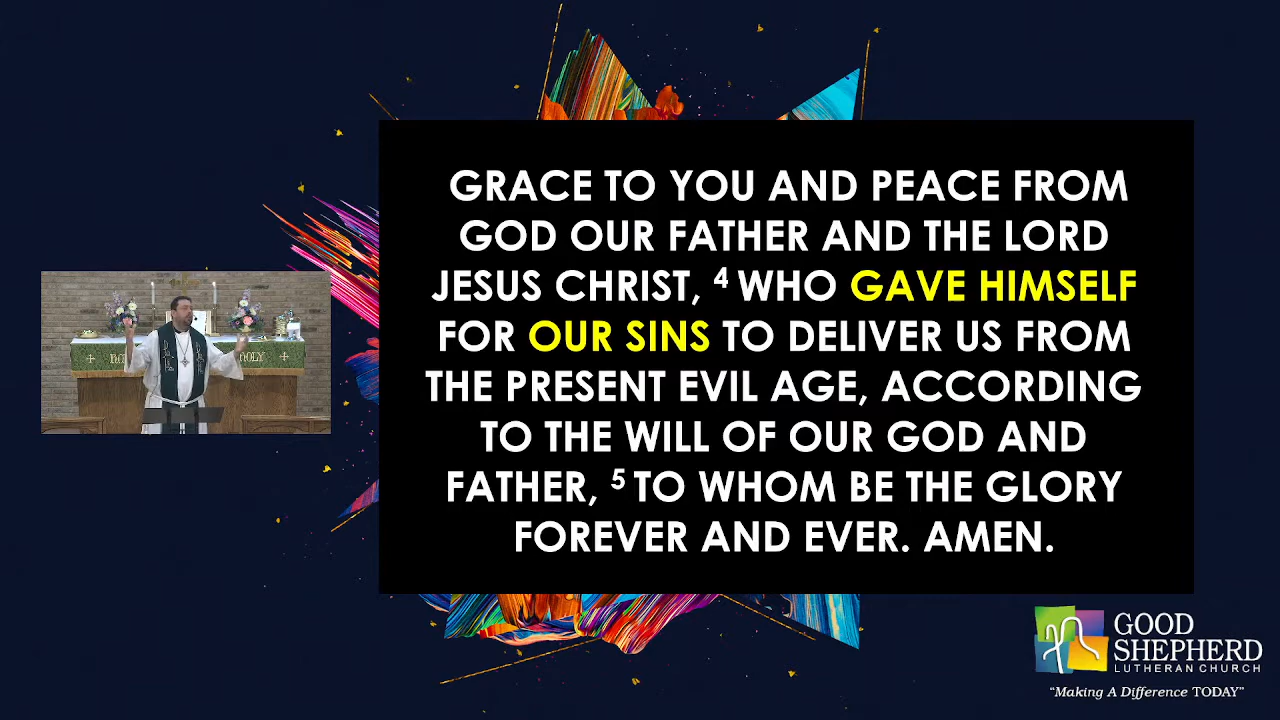 GRACE TO YOU AND PEACE FROM
GOD OUR FATHER AND THE LORD
JESUS CHRIST, 4 WHO GAVE HIMSELF
FOR OUR SINS TO DELIVER US FROM
THE PRESENT EVIL AGE, ACCORDING
TO THE WILL OF OUR GOD AND
FATHER, 5 TO WHOM BE THE GLORY
FOREVER AND EVER. AMEN.
GOOD
SHEPHERD
LUTHERAN CHURCH
"Making A Difference TODAY"